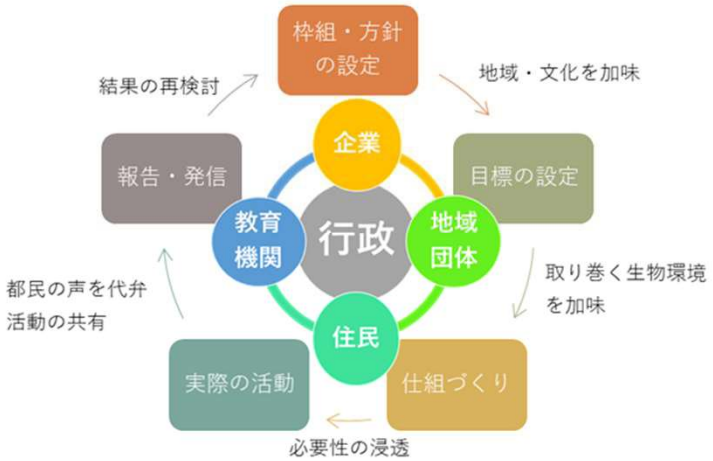 枠組・方針
の設定
結果の再検討
地域・文化を加味
企業
報告・発信
目標の設定
教育
機関
行政
地域
団体
都民の声を代弁
活動の共有
取り巻く生物環境
を加味
住民
実際の活動
仕組づくり
必要性の浸透